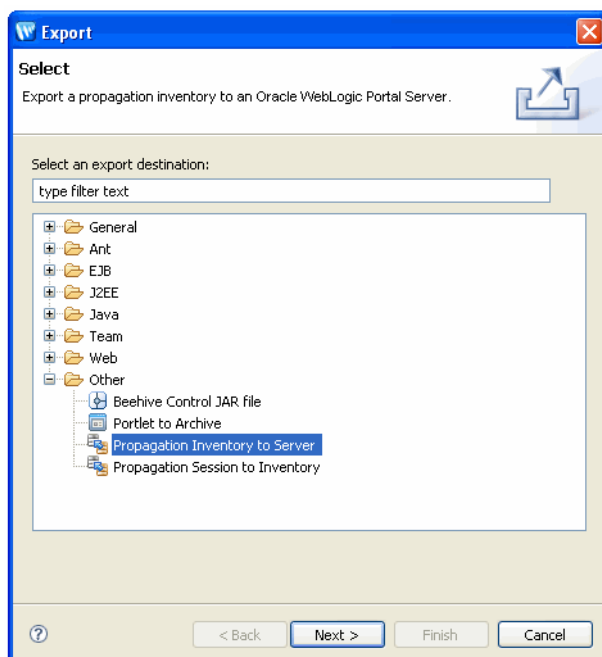 Export
Select
Export a propagation inventory to an Oracle WebLogic Portal Server.
Select an export destination:
type filter text
General
Ant
EJB
J2EE
Java
Team
Web
Other
Beehive Control JAR file
Portlet to Archive
Propagation Inventory to Server
Propagation Session to Inventory
< Back Next > Finish Cancel